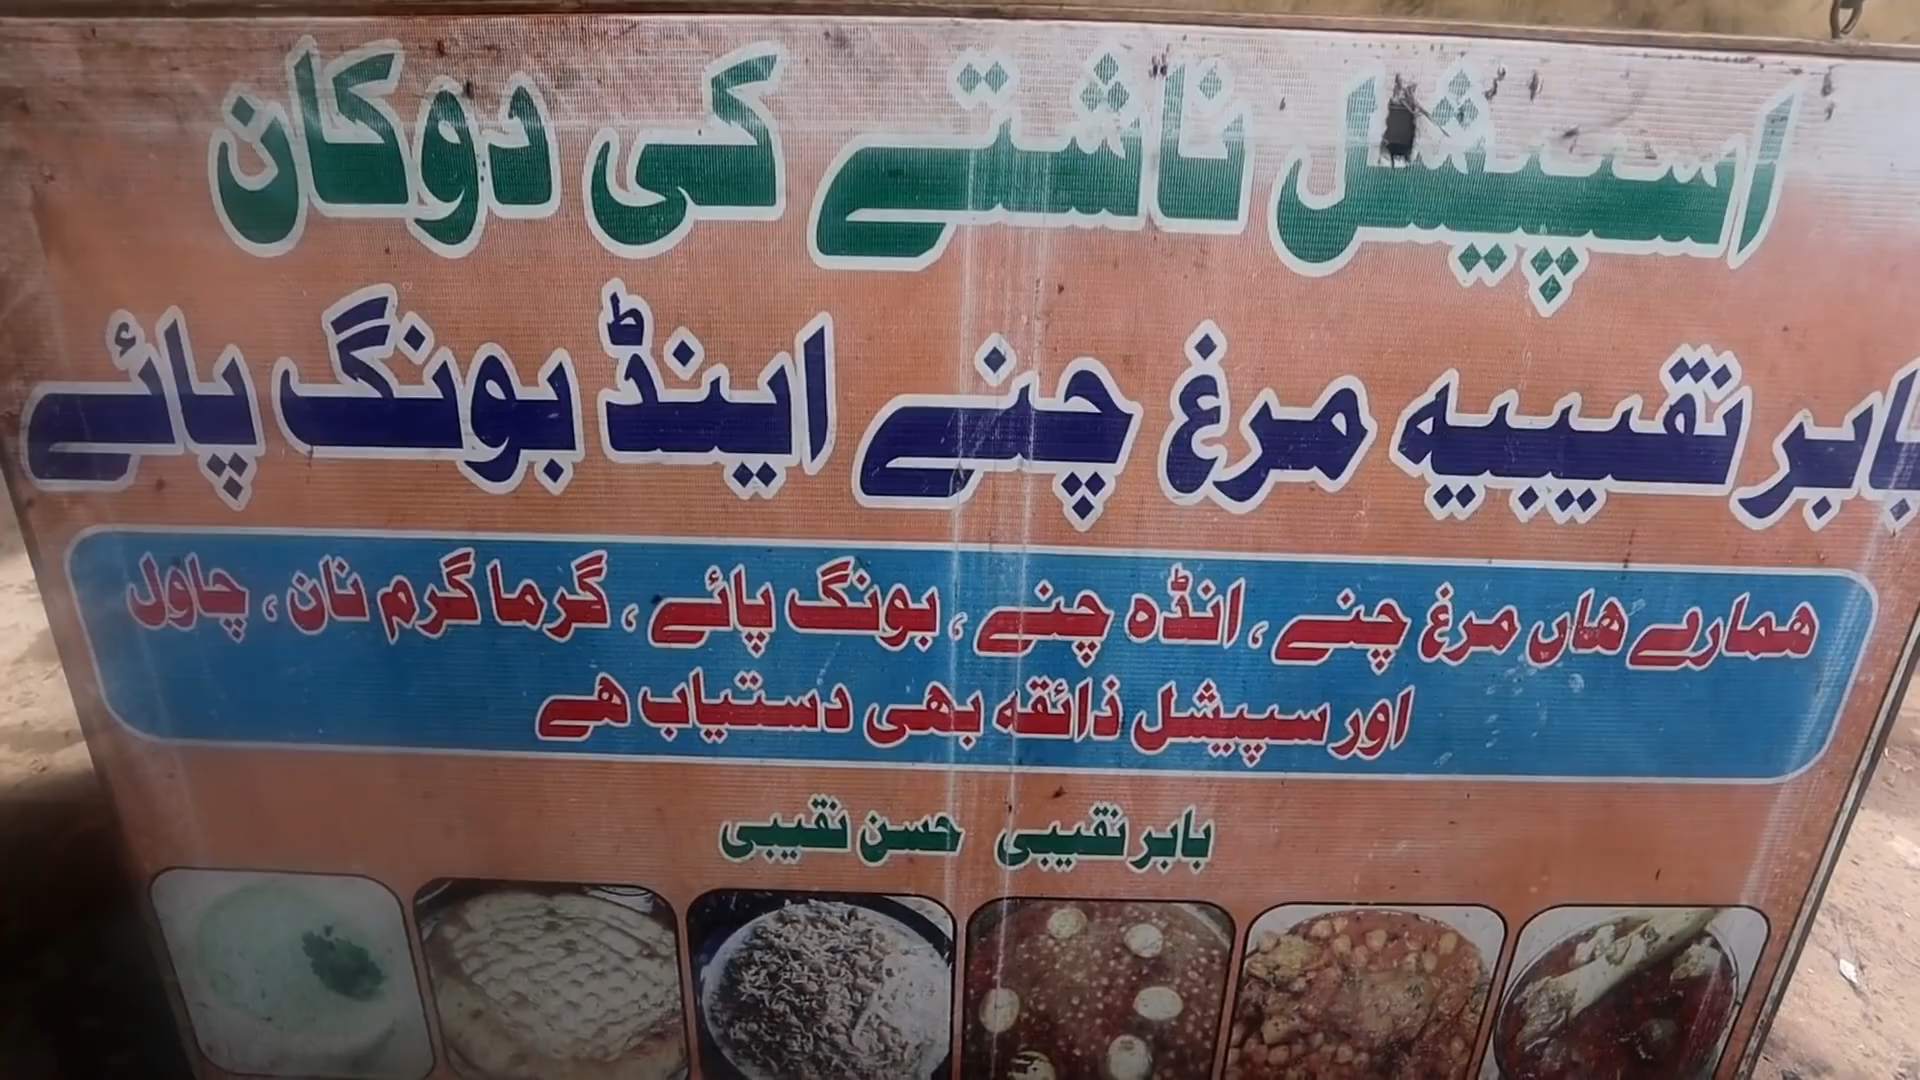 اسپیشل ناشتے کی دوکان
بابر نقیبیہ مرغ چنے اینڈ بونگ پائے
ھمارے ھاں مرغ چنے ، انڈہ چنے ، بونگ پائے ، گرما گرم نان ، چاول
اور سپیشل ذائقہ بھی دستیاب ھے
بابر نقیبی حسن نقیبی